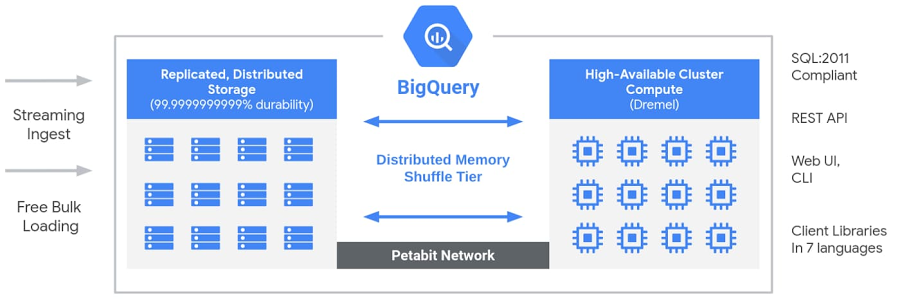 Streaming
Ingest
Free Bulk
Loading
Replicated, Distributed
Storage
(99.9999999999% durability)
BigQuery
Distributed Memory
Shuffle Tier
Petabit Network
High-Available Cluster
Compute
(Dremel)
SQL:2011
Compliant
REST API
Web UI,
CLI
Client Libraries
In 7 languages